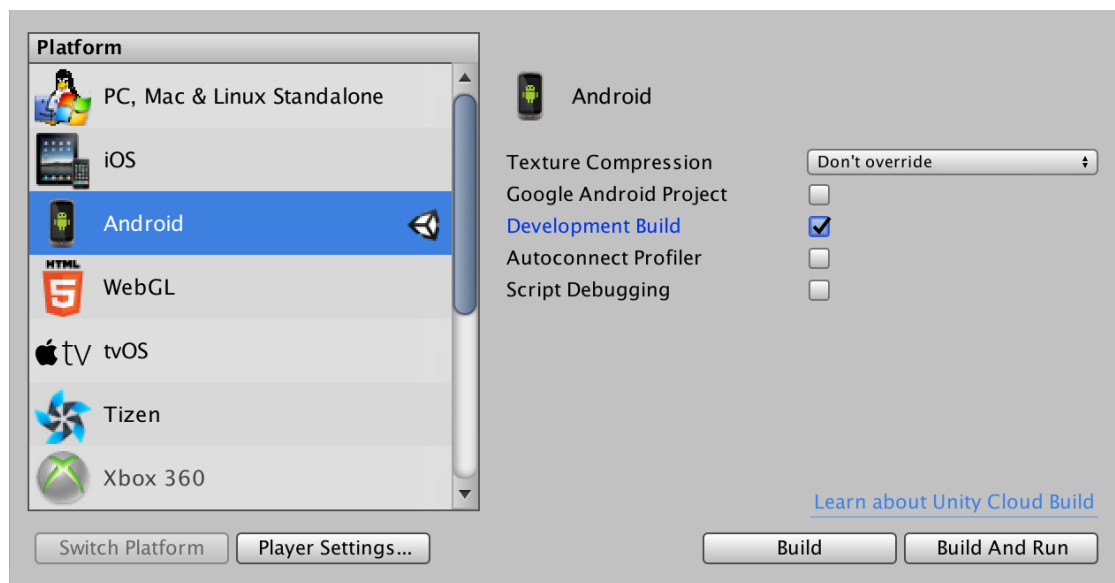 Platform
PC, Mac & Linux Standalone
iOS
Android
HTML
5
WebGL
tv tvOS
Tizen
Xbox 360
Switch Platform
Player Settings...
Android
Texture Compression Don't override
Google Android Project
Development Build
Autoconnect Profiler
Script Debugging
Learn about Unity Cloud Build
Build
Build And Run